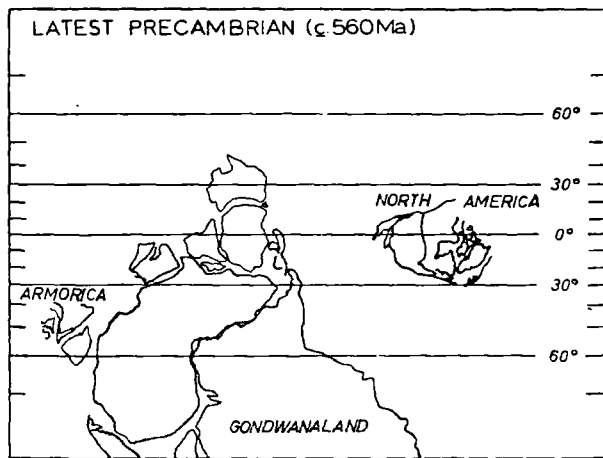 LATEST PRECAMBRIAN (c.560Ma)
60°
30°
NORTH AMERICA
0°
30°
ARMORICA
60°
GONDWANALAND